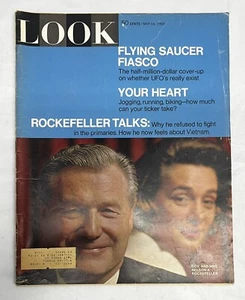 LOOK
FLYING SAUCER
FIASCO
The half-million-dollar cover-up
on whether UFO's really exist
YOUR HEART
Jogging, running, biking—how much
can your ticker take?
ROCKEFELLER TALKS: Why he refused to fight
in the primaries. How he now feels about Vietnam.
NELSON A.
ROCKEFELLER